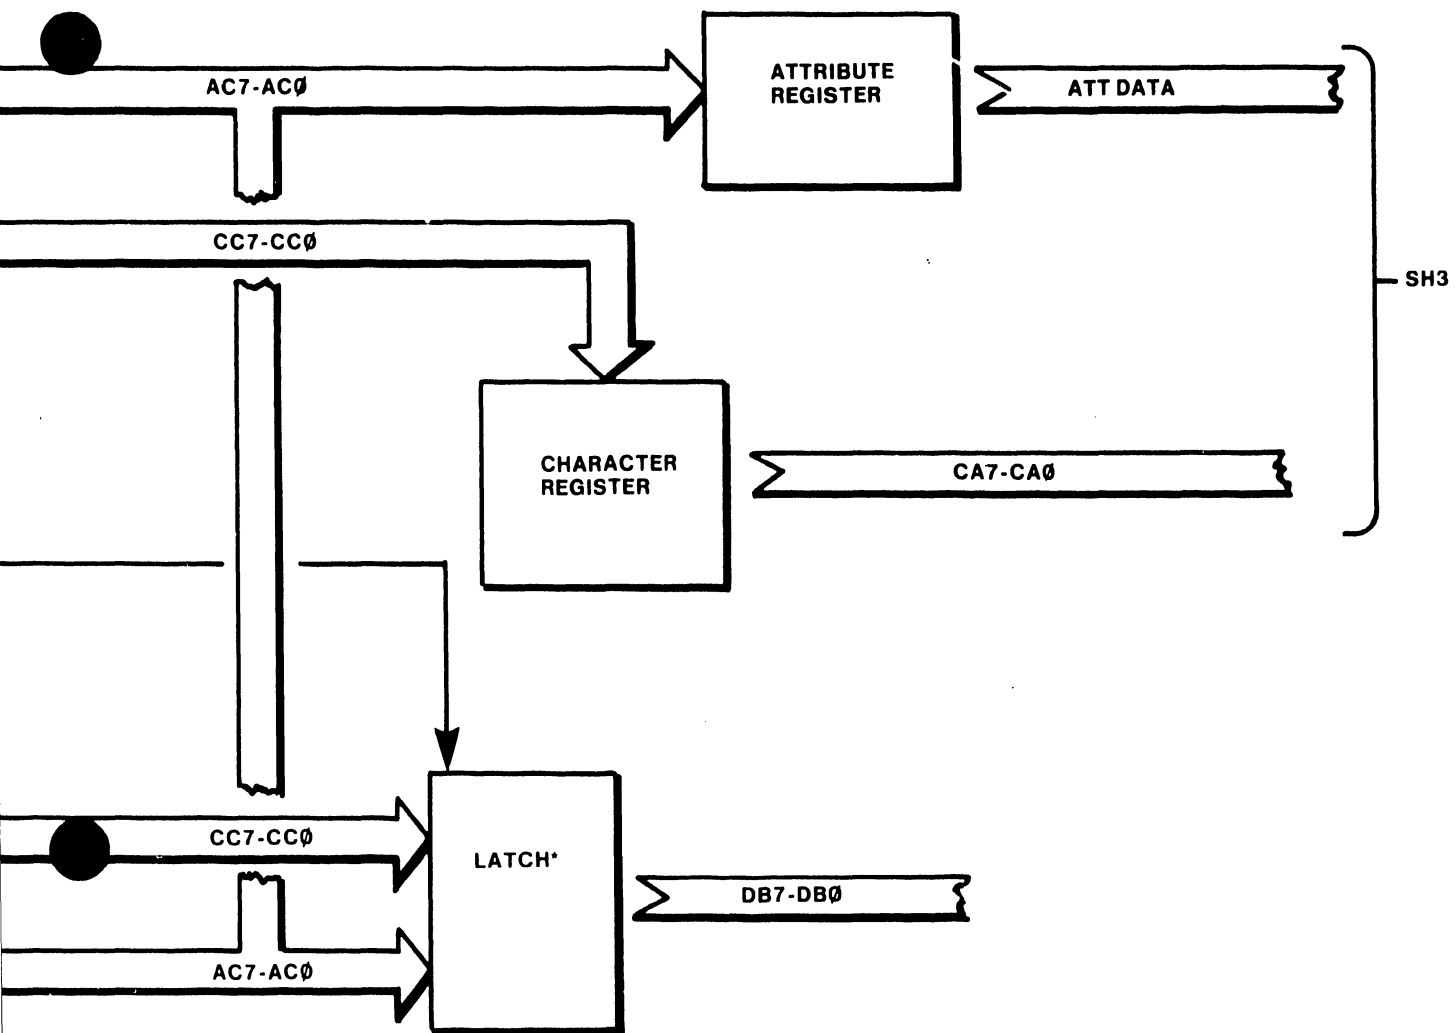 AC7-ACØ
ATTRIBUTE
REGISTER
ATT DATA
CC7-CCØ
SH3
CHARACTER
REGISTER
CA7-CAØ
CC7-CCØ
LATCH*
DB7-DBØ
AC7-ACØ